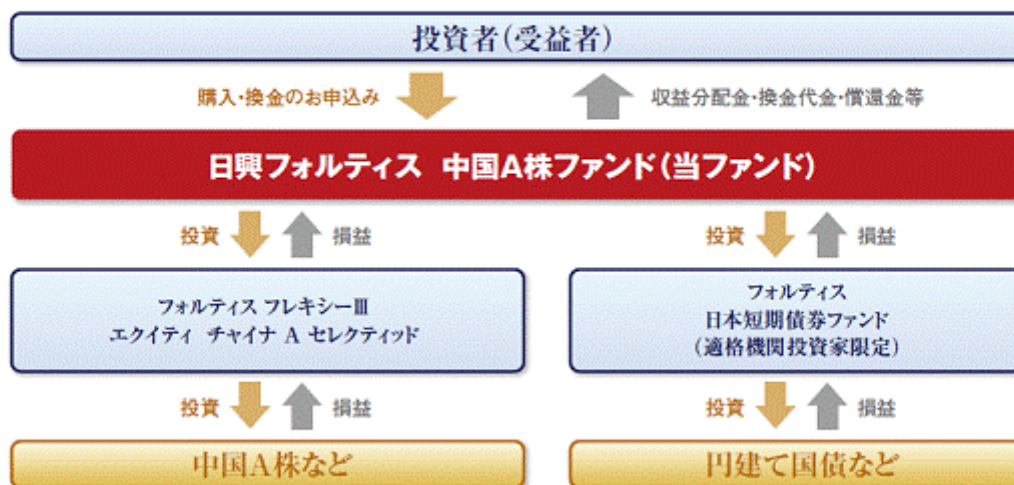 投資者(受益者)
購入・換金のお申込み
収益分配金・換金代金・償還金等
日興フォルティス 中国A株ファンド(当ファンド)
投資 損益
投資 損益
フォルティス フレキシーⅢ
エクイティ チャイナ A セレクティッド
フォルティス
日本短期債券ファンド
(適格機関投資家限定)
投資 損益
投資 損益
中国A株など
円建て国債など